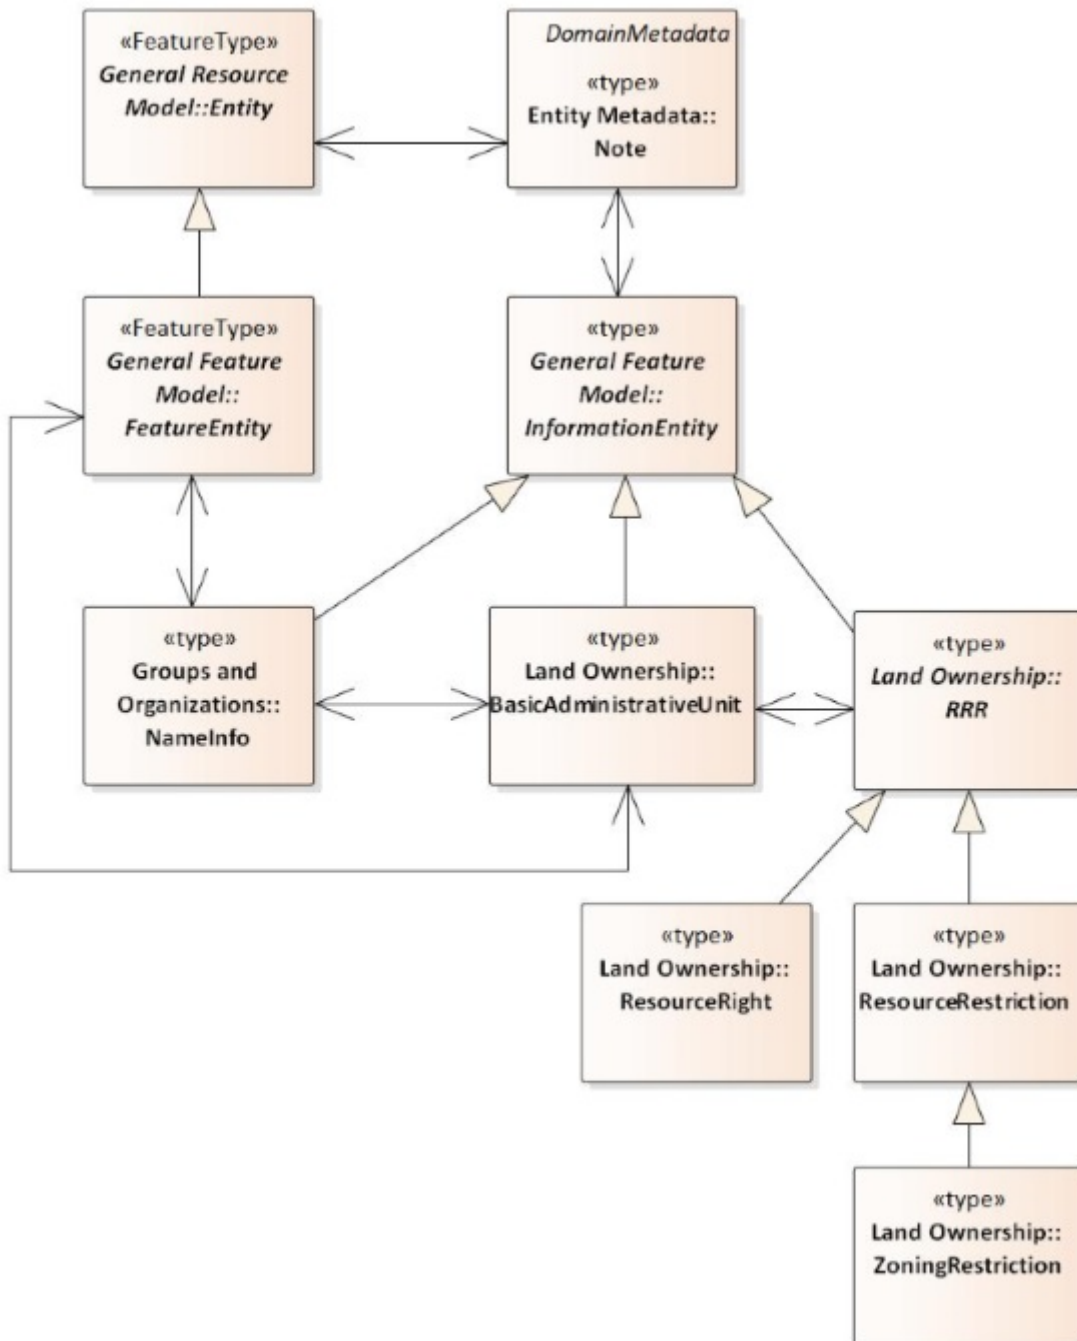 «FeatureType»
General Resource
Model::Entity
DomainMetadata
«type»
Entity Metadata::
Note
«FeatureType»
General Feature
Model::
FeatureEntity
«type»
General Feature
Model::
InformationEntity
«type»
Groups and
Organizations::
NameInfo
«type»
Land Ownership::
BasicAdministrativeUnit
«type»
Land Ownership::
RRR
«type»
Land Ownership::
ResourceRight
«type»
Land Ownership::
ResourceRestriction
«type»
Land Ownership::
ZoningRestriction